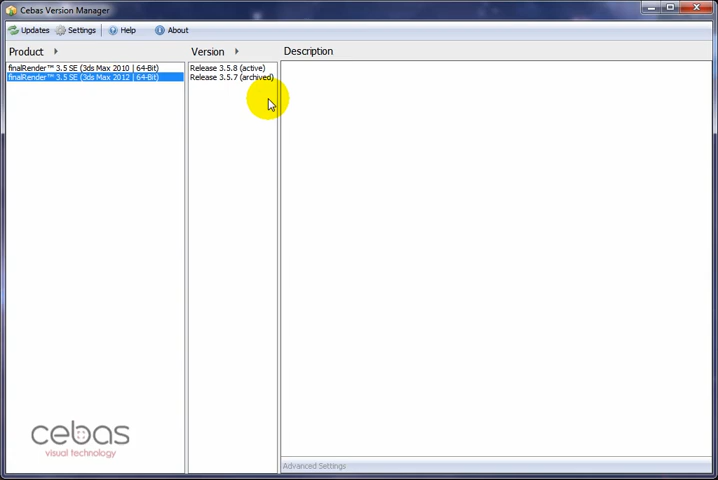 Cebas Version Manager
Updates Settings Help About
Product Version Description
finalRender™ 3.5 SE (3ds Max 2010 | 64-Bit)
finalRender™ 3.5 SE (3ds Max 2012 | 64-Bit)
Release 3.5.8 (active)
Release 3.5.7 (archived)
cebas
visual technology
Advanced Settings